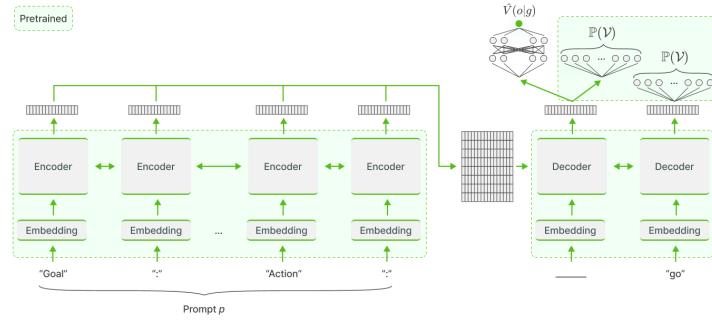 Pretrained
V̂(o|g)
ℙ(𝒱)
ℙ(𝒱)
... ...
Encoder Encoder Encoder Encoder Decoder Decoder
Embedding Embedding ... Embedding Embedding Embedding Embedding
“Goal” “:” “Action” “:” “go”
Prompt p